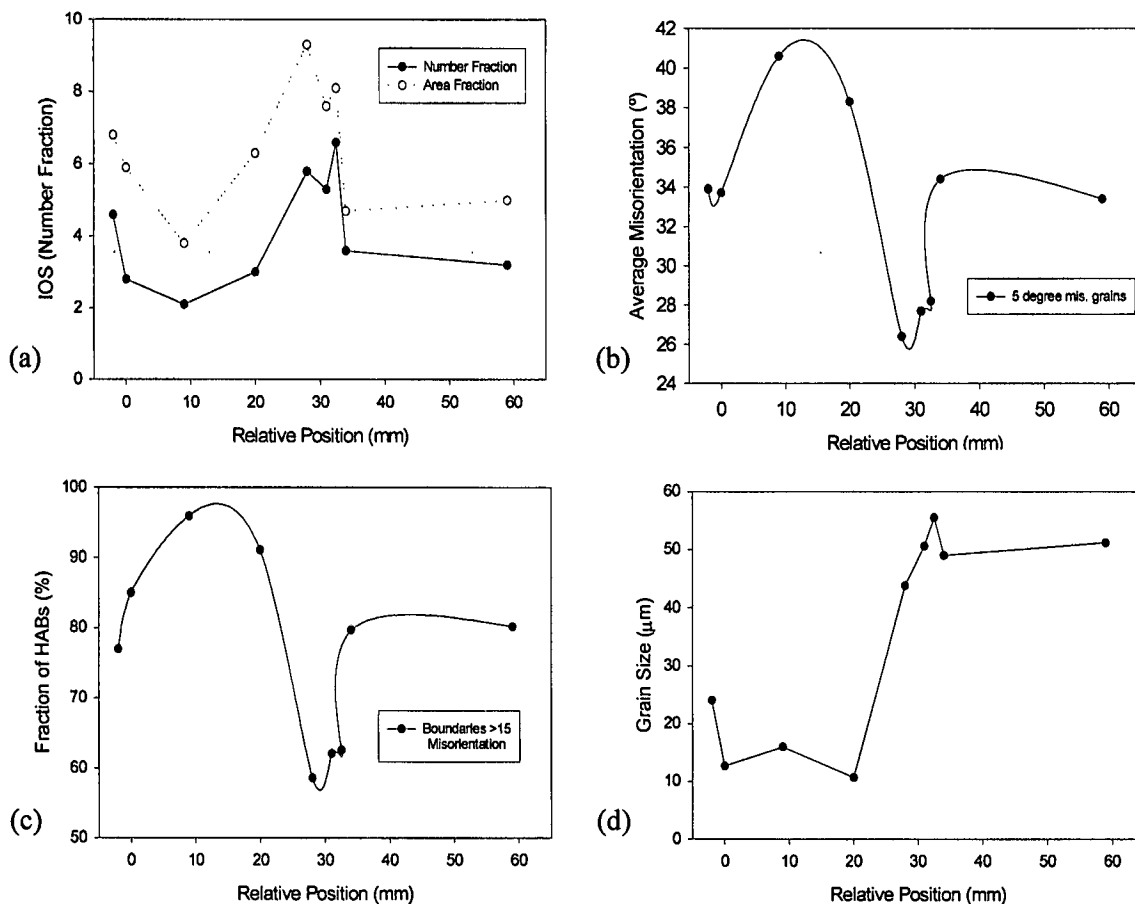 (a)
10
8
6
4
2
0
IOS (Number Fraction)
Number Fraction
Area Fraction
0 10 20 30 40 50 60
Relative Position (mm)
(b)
42
40
38
36
34
32
30
28
26
24
Average Misorientation (º)
5 degree mis. grains
0 10 20 30 40 50 60
Relative Position (mm)
(c)
100
90
80
70
60
50
Fraction of HABs (%)
Boundaries >15
Misorientation
0 10 20 30 40 50 60
Relative Position (mm)
(d)
60
50
40
30
20
10
0
Grain Size (μm)
0 10 20 30 40 50 60
Relative Position (mm)